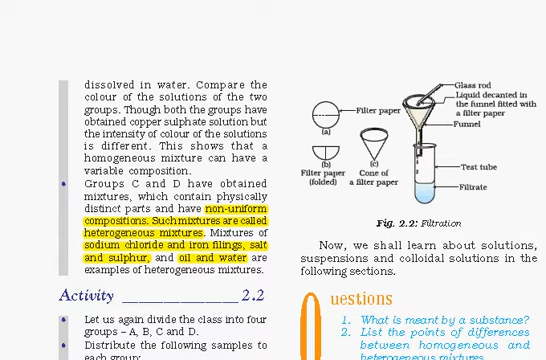 dissolved in water. Compare the
colour of the solutions of the two
groups. Though both the groups have
obtained copper sulphate solution but
the intensity of colour of the solutions
is different. This shows that a
homogeneous mixture can have a
variable composition.
• Groups C and D have obtained
mixtures, which contain physically
distinct parts and have non-uniform
compositions. Such mixtures are called
heterogeneous mixtures. Mixtures of
sodium chloride and iron filings, salt
and sulphur, and oil and water are
examples of heterogeneous mixtures.
Activity ______________ 2.2
• Let us again divide the class into four
groups – A, B, C and D.
• Distribute the following samples to
each group:
Glass rod
Liquid decanted in
the funnel fitted with
a filter paper
Funnel
Filter paper
(a)
(b)
Filter paper
(folded)
(c)
Cone of
a filter paper
Test tube
Filtrate
Fig. 2.2: Filtration
Now, we shall learn about solutions,
suspensions and colloidal solutions in the
following sections.
Questions
1. What is meant by a substance?
2. List the points of differences
between homogeneous and
heterogeneous mixtures.